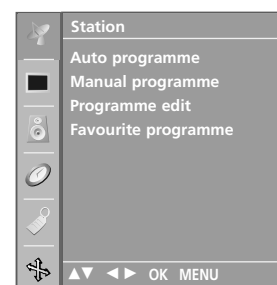 Station
Auto programme
Manual programme
Programme edit
Favourite programme
▲▼ ◄► OK MENU